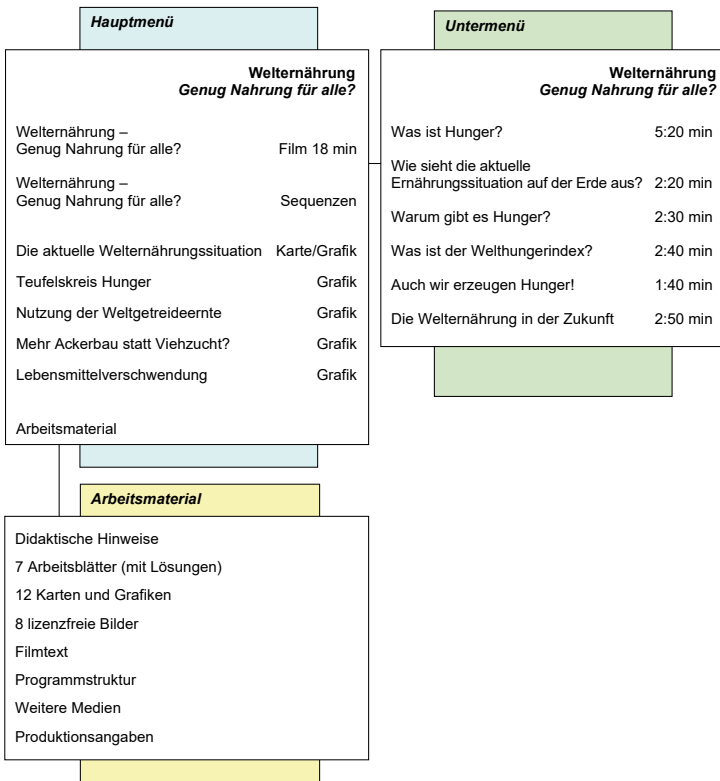 Hauptmenü
Welternährung
Genug Nahrung für alle?
Welternährung –
Genug Nahrung für alle? Film 18 min
Welternährung –
Genug Nahrung für alle? Sequenzen
Die aktuelle Welternährungssituation Karte/Grafik
Teufelskreis Hunger Grafik
Nutzung der Weltgetreideernte Grafik
Mehr Ackerbau statt Viehzucht? Grafik
Lebensmittelverschwendung Grafik
Arbeitsmaterial
Untermenü
Welternährung
Genug Nahrung für alle?
Was ist Hunger? 5:20 min
Wie sieht die aktuelle
Ernährungssituation auf der Erde aus? 2:20 min
Warum gibt es Hunger? 2:30 min
Was ist der Welthungerindex? 2:40 min
Auch wir erzeugen Hunger! 1:40 min
Die Welternährung in der Zukunft 2:50 min
Arbeitsmaterial
Didaktische Hinweise
7 Arbeitsblätter (mit Lösungen)
12 Karten und Grafiken
8 lizenzfreie Bilder
Filmtext
Programmstruktur
Weitere Medien
Produktionsangaben